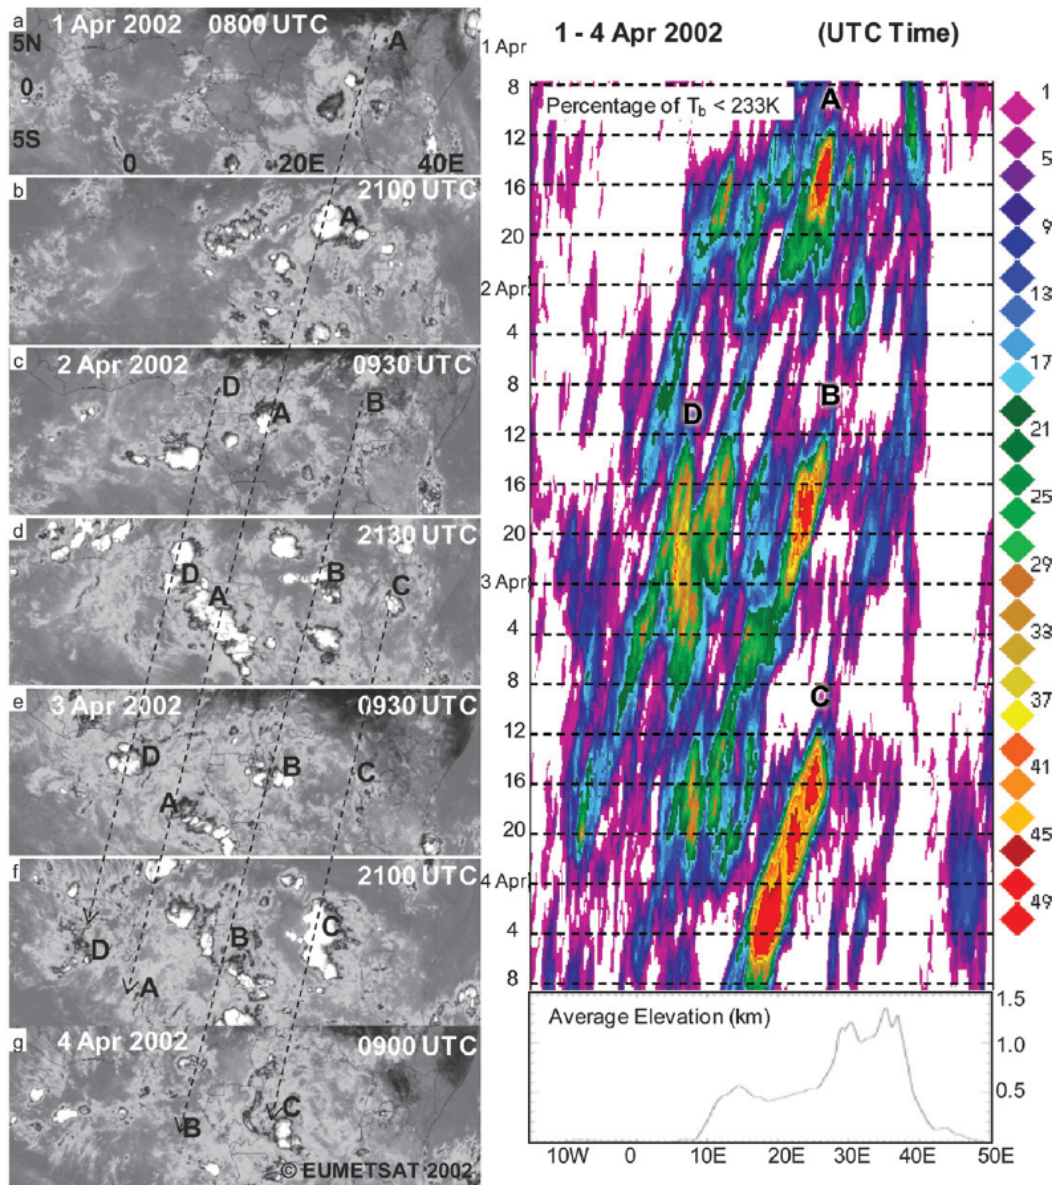 a 1 Apr 2002 0800 UTC
A
5N
0
5S
0 20E 40E
b 2100 UTC
A
c 2 Apr 2002 0930 UTC
D A B
d 2130 UTC
D A B C
e 3 Apr 2002 0930 UTC
D A B C
f 2100 UTC
D A B C
g 4 Apr 2002 0900 UTC
B C
© EUMETSAT 2002
1 - 4 Apr 2002 (UTC Time)
1 Apr
Percentage of Tb < 233K
8
12
16
20
2 Apr
4
8
12
16
20
3 Apr
4
8
12
16
20
4 Apr
4
8
A
B
D
C
1
5
9
13
17
21
25
29
33
37
41
45
49
Average Elevation (km)
1.5
1.0
0.5
10W 0 10E 20E 30E 40E 50E